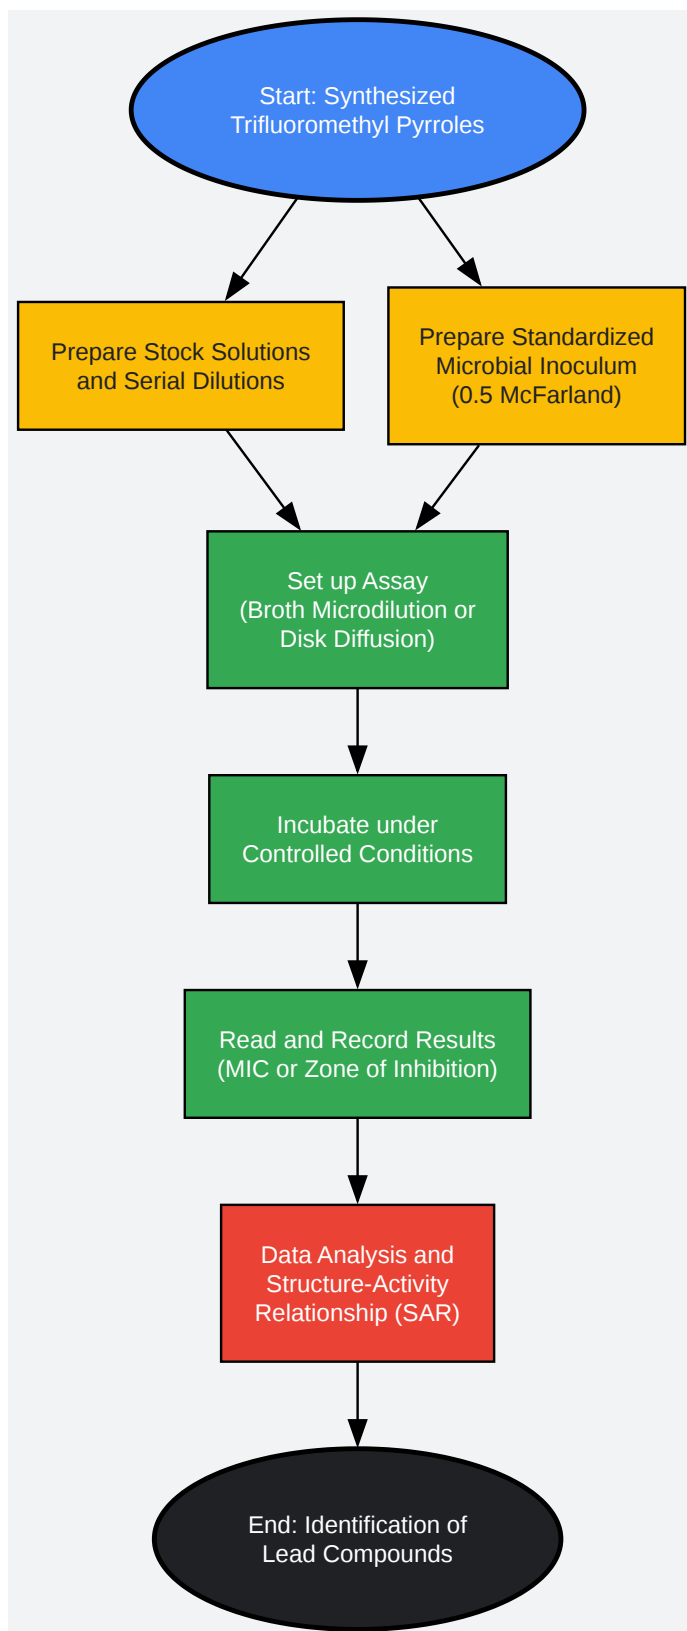 Start: Synthesized
Trifluoromethyl Pyrroles
Prepare Stock Solutions
and Serial Dilutions
Prepare Standardized
Microbial Inoculum
(0.5 McFarland)
Set up Assay
(Broth Microdilution or
Disk Diffusion)
Incubate under
Controlled Conditions
Read and Record Results
(MIC or Zone of Inhibition)
Data Analysis and
Structure-Activity
Relationship (SAR)
End: Identification of
Lead Compounds